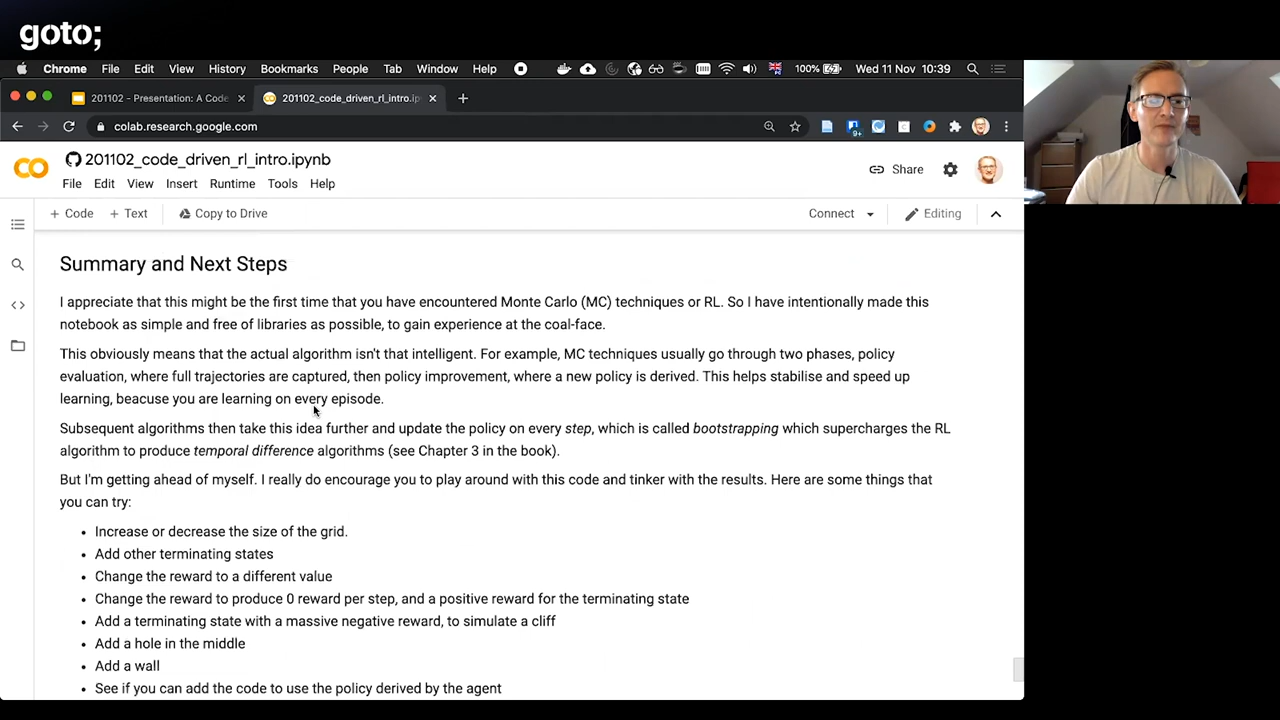 goto;
Chrome File Edit View History Bookmarks People Tab Window Help 100% Wed 11 Nov 10:39
201102 - Presentation: A Code 201102_code_driven_rl_intro.ip
colab.research.google.com 9+
201102_code_driven_rl_intro.ipynb
File Edit View Insert Runtime Tools Help Share
+ Code + Text Copy to Drive Connect Editing
Summary and Next Steps
I appreciate that this might be the first time that you have encountered Monte Carlo (MC) techniques or RL. So I have intentionally made this
notebook as simple and free of libraries as possible, to gain experience at the coal-face.
This obviously means that the actual algorithm isn't that intelligent. For example, MC techniques usually go through two phases, policy
evaluation, where full trajectories are captured, then policy improvement, where a new policy is derived. This helps stabilise and speed up
learning, beacuse you are learning on every episode.
Subsequent algorithms then take this idea further and update the policy on every step, which is called bootstrapping which supercharges the RL
algorithm to produce temporal difference algorithms (see Chapter 3 in the book).
But I'm getting ahead of myself. I really do encourage you to play around with this code and tinker with the results. Here are some things that
you can try:
• Increase or decrease the size of the grid.
• Add other terminating states
• Change the reward to a different value
• Change the reward to produce 0 reward per step, and a positive reward for the terminating state
• Add a terminating state with a massive negative reward, to simulate a cliff
• Add a hole in the middle
• Add a wall
• See if you can add the code to use the policy derived by the agent